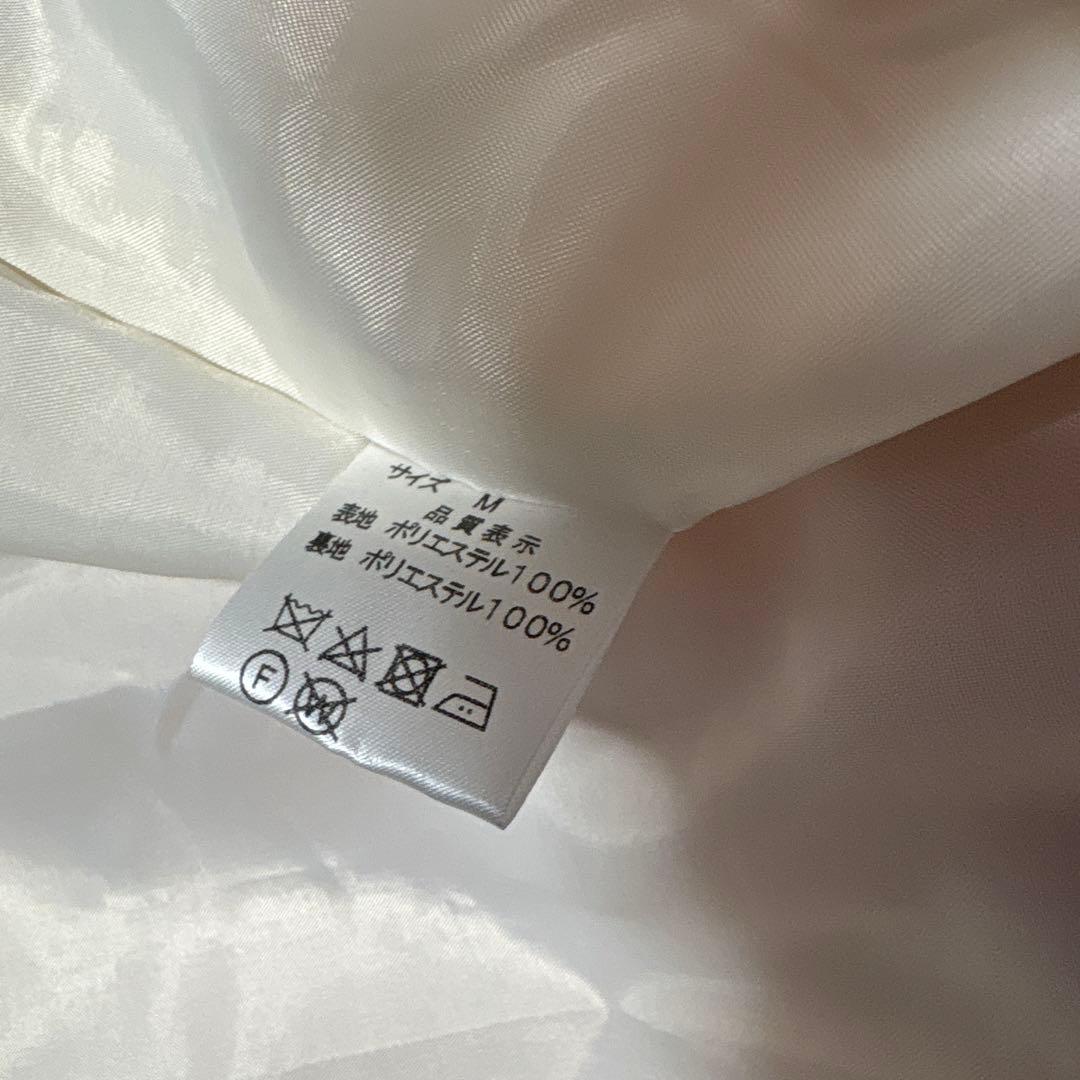 サイズ M
品質表示
表地 ポリエステル100%
裏地 ポリエステル100%
F
W